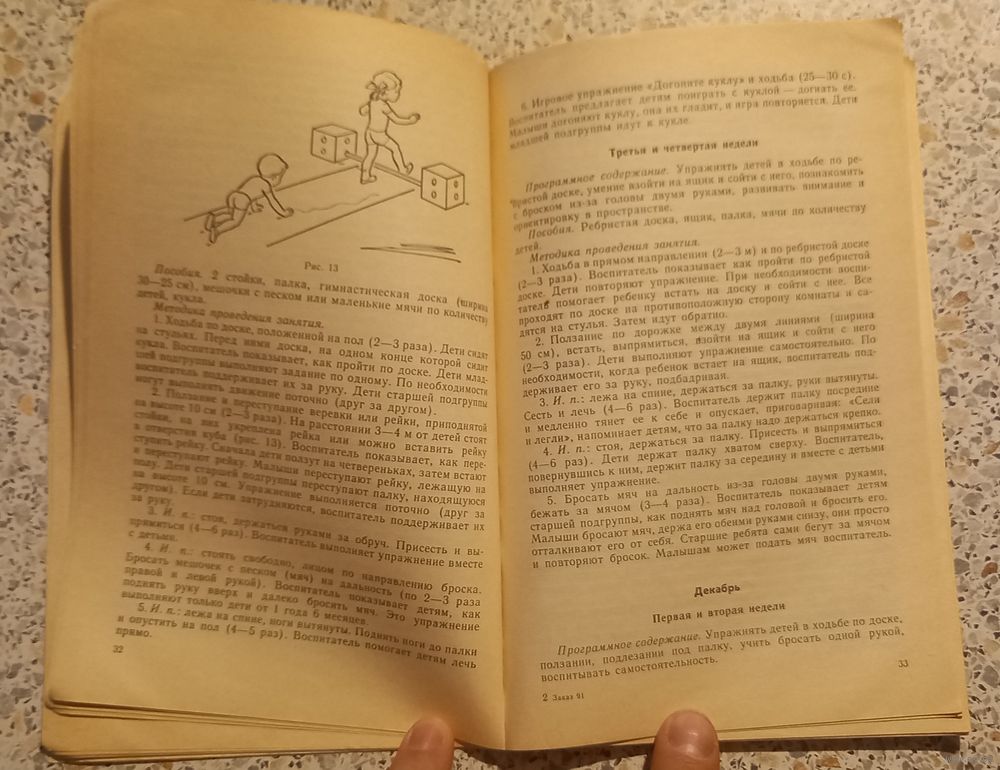 Рис. 13
Пособия. 2 стойки, палка, гимнастическая доска (ширина
30—25 см), мешочки с песком или маленькие мячи по количеству
детей, кукла.
Методика проведения занятия.
1. Ходьба по доске, положенной на пол (2—3 раза). Дети сидят
на стульях. Перед ними доска, на одном конце которой сидит
кукла. Воспитатель показывает, как пройти по доске. Дети млад-
шей подгруппы выполняют задание по одному. По необходимости
воспитатель поддерживает их за руку. Дети старшей подгруппы
могут выполнять движение поточно (друг за другом).
2. Ползание и переступание веревки или рейки, приподнятой
на высоте 10 см (2—3 раза). На расстоянии 3—4 м от детей стоят
стойки, на них укреплена рейка или можно вставить рейку
в отверстия куба (рис. 13). Воспитатель показывает, как пере-
ступить рейку. Сначала дети ползут на четвереньках, затем встают
и переступают рейку. Малыши переступают рейку, лежащую на
полу. Дети старшей подгруппы переступают палку, находящуюся
на высоте 10 см. Упражнение выполняется поточно (друг за
другом). Если дети затрудняются, воспитатель поддерживает их
за руку.
3. И. п.: стоя, держаться руками за обруч. Присесть и вы-
прямиться (4—6 раз). Воспитатель выполняет упражнение вместе
с детьми.
4. И. п.: стоять свободно, лицом по направлению броска.
Бросать мешочек с песком (мяч) на дальность (по 2—3 раза
правой и левой рукой). Воспитатель показывает детям, как
поднять руку вверх и далеко бросить мяч. Это упражнение
выполняют только дети от 1 года 6 месяцев.
5. И. п.: лежа на спине, ноги вытянуты. Поднять ноги до палки
и опустить на пол (4—5 раз). Воспитатель помогает детям лечь
прямо.
32
6. Игровое упражнение «Догоните куклу» и ходьба (25—30 с).
Воспитатель предлагает детям поиграть с куклой — догнать ее.
Малыши догоняют куклу, она их гладит, и игра повторяется. Дети
младшей подгруппы идут к кукле.
Третья и четвертая недели
Программное содержание. Упражнять детей в ходьбе по ре-
бристой доске, умение взойти на ящик и сойти с него, познакомить
с броском из-за головы двумя руками, развивать внимание и
ориентировку в пространстве.
Пособия. Ребристая доска, ящик, палка, мячи по количеству
детей.
Методика проведения занятия.
1. Ходьба в прямом направлении (2—3 м) и по ребристой доске
(2—3 раза). Воспитатель показывает как пройти по ребристой
доске. Дети повторяют упражнение. При необходимости воспи-
татель помогает ребенку встать на доску и сойти с нее. Все
проходят по доске на противоположную сторону комнаты и са-
дятся на стулья. Затем идут обратно.
2. Ползание по дорожке между двумя линиями (ширина
50 см), встать, выпрямиться, взойти на ящик и сойти с него
(2—3 раза). Дети выполняют упражнение самостоятельно. По
необходимости, когда ребенок встает на ящик, воспитатель под-
держивает его за руку, подбадривая.
3. И. п.: лежа на спине, держаться за палку, руки вытянуты.
Сесть и лечь (4—6 раз). Воспитатель держит палку посредине
и медленно тянет ее к себе и опускает, приговаривая: «Сели
и легли», напоминает детям, что за палку надо держаться крепко.
4. И. п.: стоя, держаться за палку. Присесть и выпрямиться
(4—6 раз). Дети держат палку хватом сверху. Воспитатель,
повернувшись к ним, держит палку за середину и вместе с детьми
выполняет упражнение.
5. Бросать мяч на дальность из-за головы двумя руками,
бежать за мячом (3—4 раза). Воспитатель показывает детям
старшей подгруппы, как поднять мяч над головой и бросить его.
Малыши бросают мяч, держа его обеими руками снизу, они просто
отталкивают его от себя. Старшие ребята сами бегут за мячом
и повторяют бросок. Малышам может подать мяч воспитатель.
Декабрь
Первая и вторая недели
Программное содержание. Упражнять детей в ходьбе по доске,
ползании, подлезании под палку, учить бросать одной рукой,
воспитывать самостоятельность.
2 Заказ 91
33